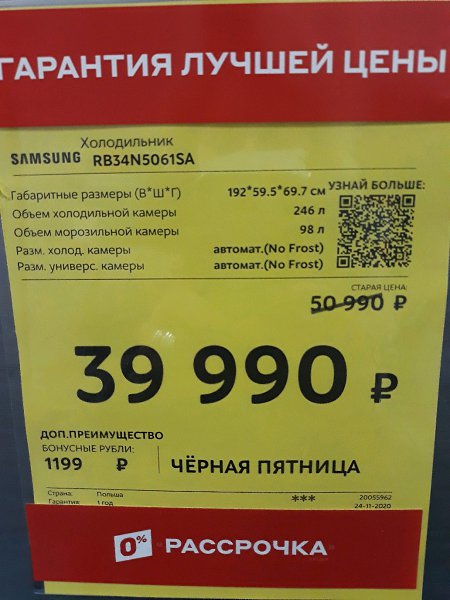 ГАРАНТИЯ ЛУЧШЕЙ ЦЕНЫ
Холодильник
SAMSUNG RB34N5061SA
Габаритные размеры (В*Ш*Г) 192*59.5*69.7 см
УЗНАЙ БОЛЬШЕ:
Объем холодильной камеры 246 л
Объем морозильной камеры 98 л
Разм. холод. камеры автомат.(No Frost)
Разм. универс. камеры автомат.(No Frost)
СТАРАЯ ЦЕНА:
50 990 ₽
39 990 ₽
ДОП.ПРЕИМУЩЕСТВО
БОНУСНЫЕ РУБЛИ:
1199 ₽
ЧЁРНАЯ ПЯТНИЦА
Страна: Польша *** 20055962
Гарантия: 1 год 24-11-2020
0% «РАССРОЧКА»